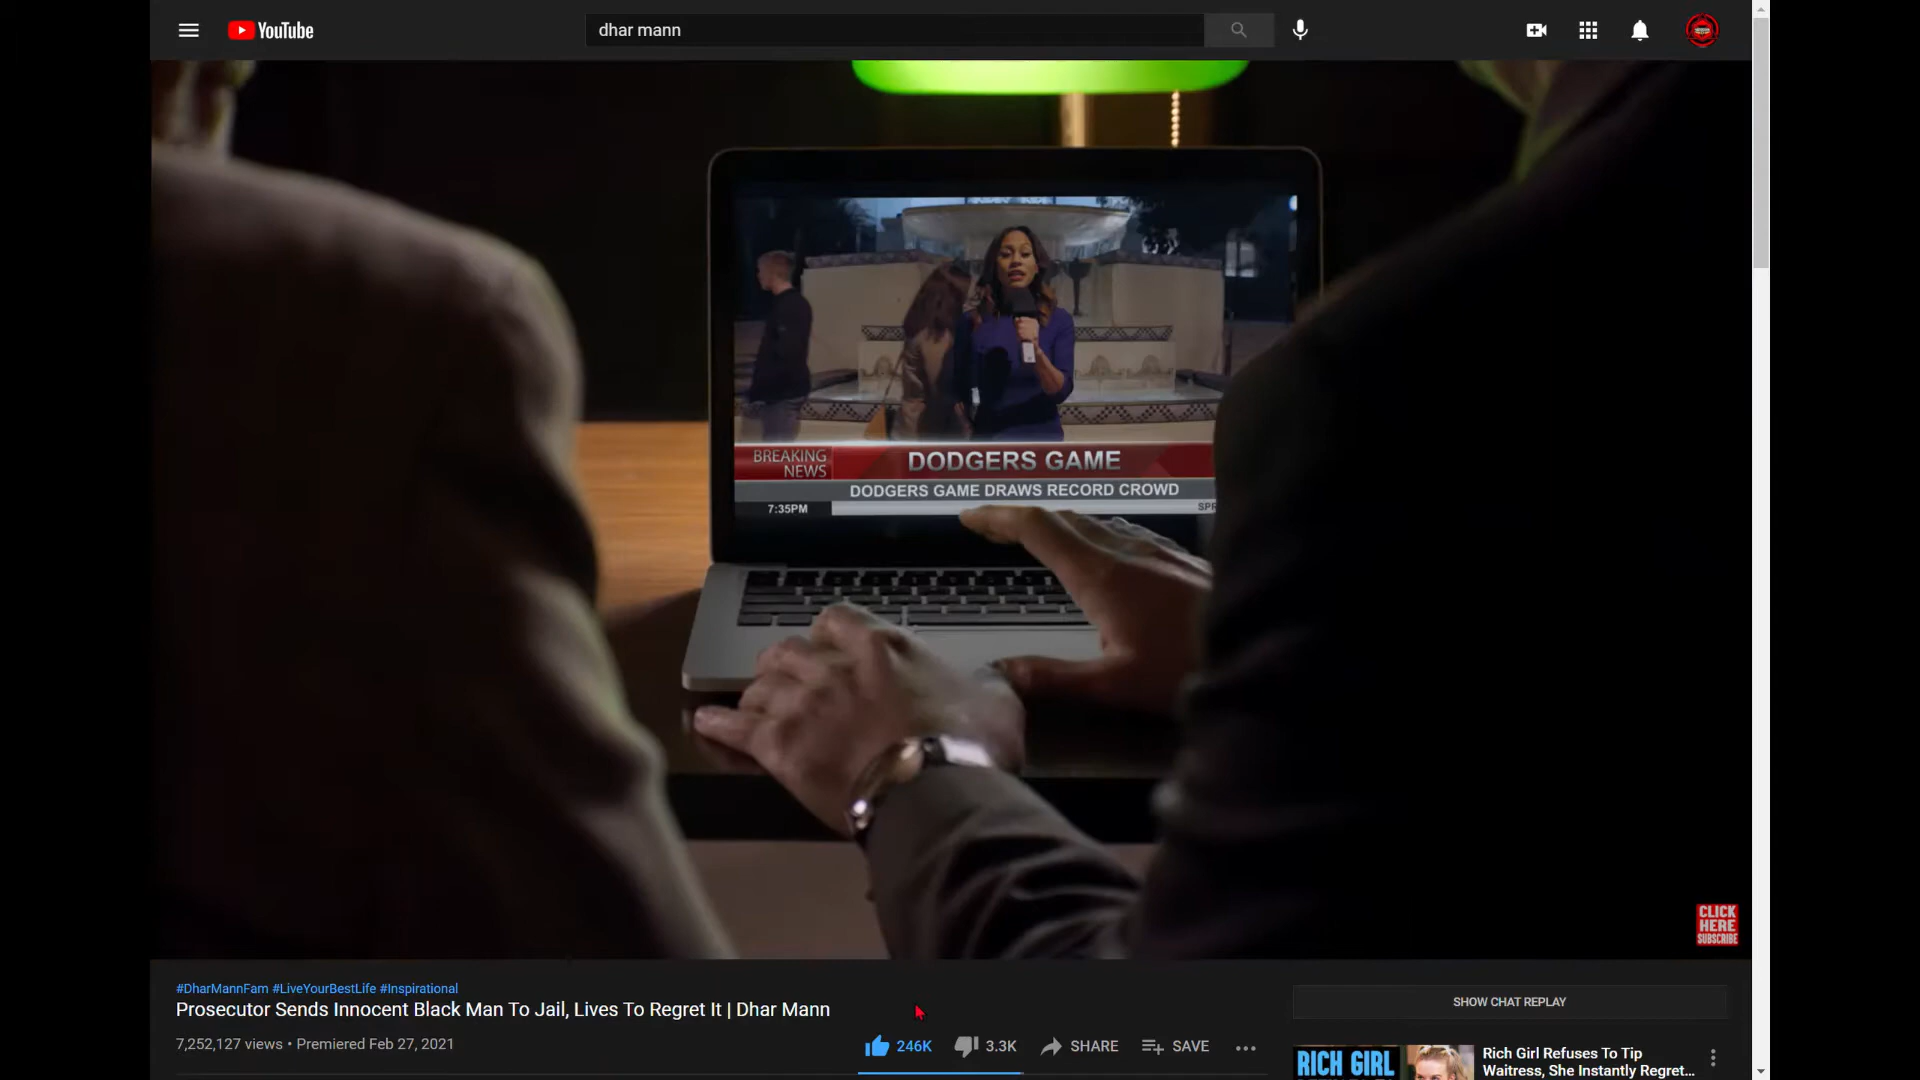 YouTube
dhar mann
BREAKING
NEWS
DODGERS GAME
DODGERS GAME DRAWS RECORD CROWD
7:35PM
SPR
CLICK
HERE
SUBSCRIBE
#DharMannFam #LiveYourBestLife #Inspirational
Prosecutor Sends Innocent Black Man To Jail, Lives To Regret It | Dhar Mann
7,252,127 views • Premiered Feb 27, 2021
246K
3.3K
SHARE
SAVE
SHOW CHAT REPLAY
RICH GIRL
Rich Girl Refuses To Tip
Waitress, She Instantly Regret...